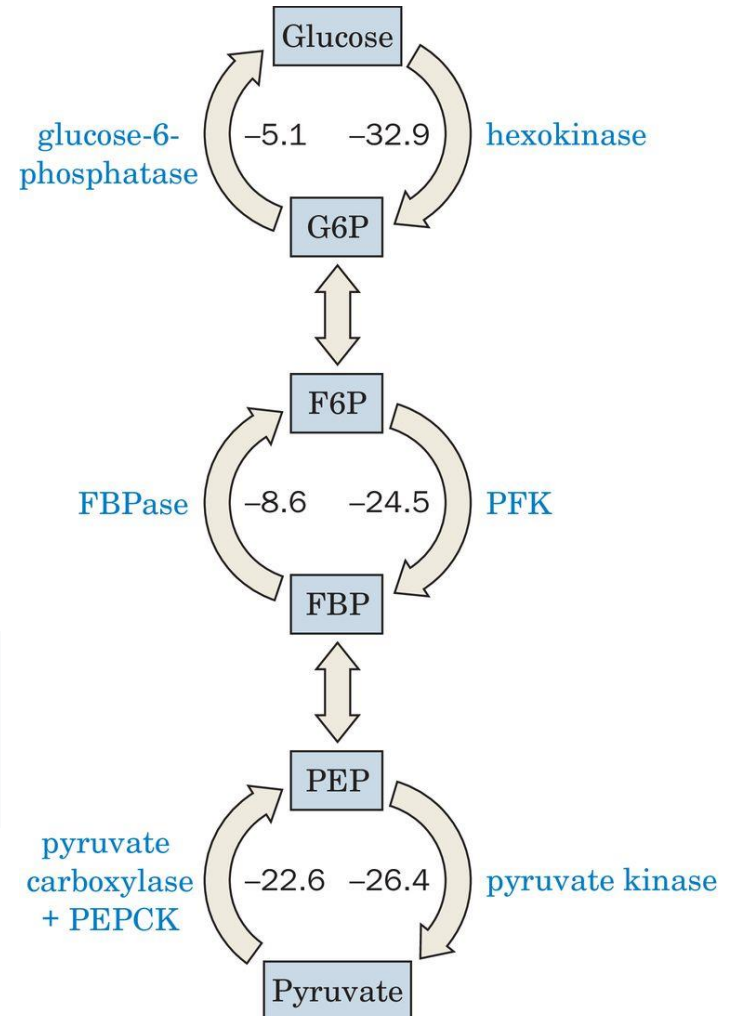 Glucose
glucose-6-
phosphatase
–5.1 –32.9
hexokinase
G6P
F6P
FBPase
–8.6 –24.5
PFK
FBP
PEP
pyruvate
carboxylase
+ PEPCK
–22.6 –26.4
pyruvate kinase
Pyruvate